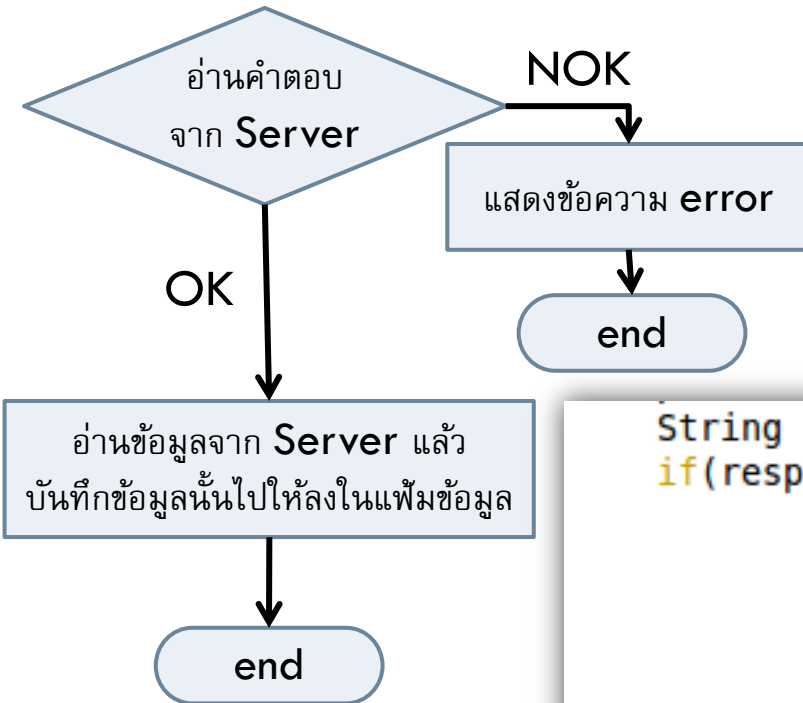 อ่านคำตอบ
จาก Server
NOK
แสดงข้อความ error
end
OK
อ่านข้อมูลจาก Server แล้ว
บันทึกข้อมูลนั้นไปให้ลงในแฟ้มข้อมูล
end
String
if(resp